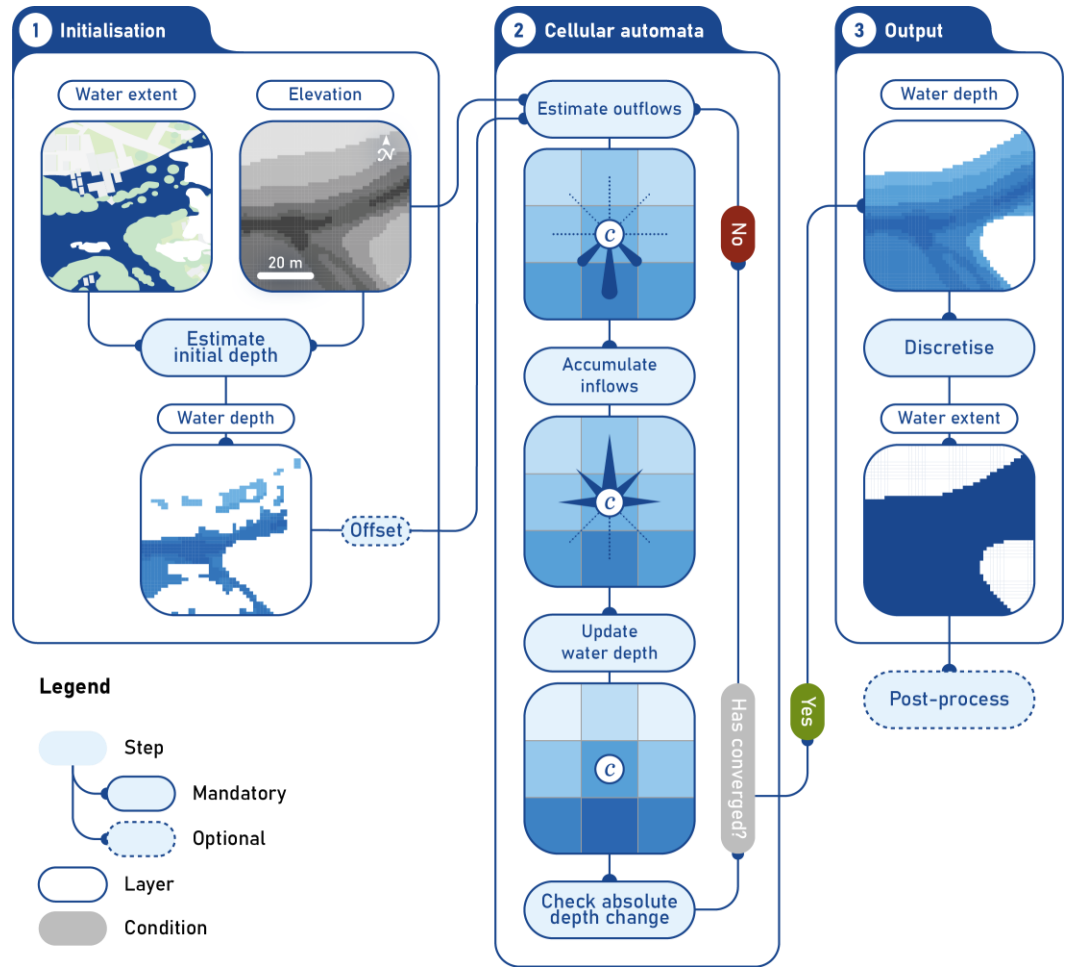 1 Initialisation
Water extent
Elevation
N
20 m
Estimate
initial depth
Water depth
Offset
2 Cellular automata
Estimate outflows
c
Accumulate
inflows
c
Update
water depth
c
Check absolute
depth change
No
Has converged?
Yes
3 Output
Water depth
Discretise
Water extent
Post-process
Legend
Step
Mandatory
Optional
Layer
Condition